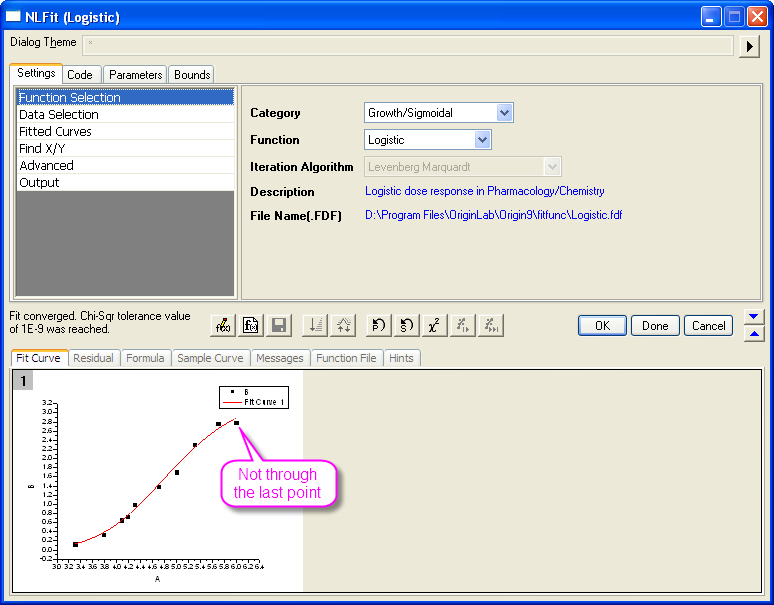 NLFit (Logistic)
Dialog Theme *
Settings Code Parameters Bounds
Function Selection
Data Selection
Fitted Curves
Find X/Y
Advanced
Output
Category Growth/Sigmoidal
Function Logistic
Iteration Algorithm Levenberg Marquardt
Description Logistic dose response in Pharmacology/Chemistry
File Name(.FDF) D:\Program Files\OriginLab\Origin9\fitfunc\Logistic.fdf
Fit converged. Chi-Sqr tolerance value
of 1E-9 was reached.
OK Done Cancel
Fit Curve Residual Formula Sample Curve Messages Function File Hints
1
B
Fit Curve 1
3.2
3.0
2.8
2.6
2.4
2.2
2.0
1.8
1.6
1.4
1.2
1.0
0.8
0.6
0.4
0.2
0.0
-0.2
B
3.0 3.2 3.4 3.6 3.8 4.0 4.2 4.4 4.6 4.8 5.0 5.2 5.4 5.6 5.8 6.0 6.2 6.4
A
Not through
the last point